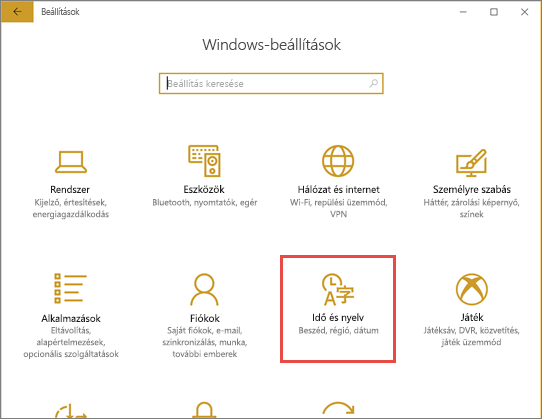 Beállítások
Windows-beállítások
Beállítás keresése
Rendszer
Kijelző, értesítések,
energiagazdálkodás
Eszközök
Bluetooth, nyomtatók, egér
Hálózat és internet
Wi-Fi, repülési üzemmód,
VPN
Személyre szabás
Háttér, zárolási képernyő,
színek
Alkalmazások
Eltávolítás,
alapértelmezések,
opcionális szolgáltatások
Fiókok
Saját fiókok, e-mail,
szinkronizálás, munka,
további emberek
A字
Idő és nyelv
Beszéd, régió, dátum
Játék
Játéksáv, DVR, közvetítés,
játék üzemmód